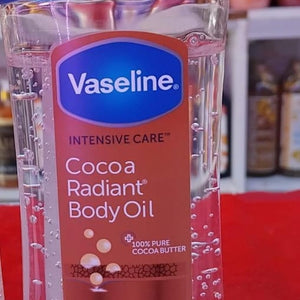 Vaseline®
INTENSIVE CARE™
Cocoa
Radiant®
Body Oil
100% PURE
COCOA BUTTER